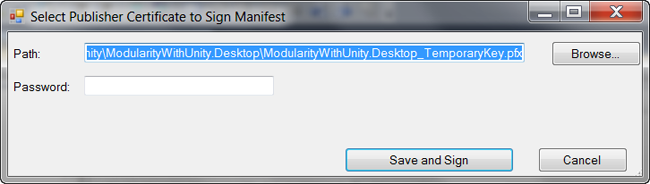 Select Publisher Certificate to Sign Manifest
Path: nity\ModularityWithUnity.Desktop\ModularityWithUnity.Desktop_TemporaryKey.pfx Browse...
Password:
Save and Sign Cancel